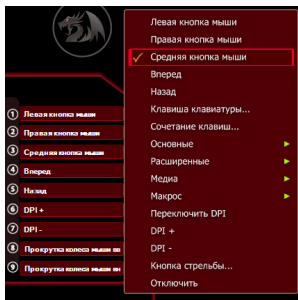 Левая кнопка мыши
Правая кнопка мыши
Средняя кнопка мыши
Вперед
Назад
Клавиша клавиатуры...
Сочетание клавиш...
Основные
Расширенные
Медиа
Макрос
Переключить DPI
DPI +
DPI -
Кнопка стрельбы...
Отключить
1 Левая кнопка мыши
2 Правая кнопка мыши
3 Средняя кнопка мыши
4 Вперед
5 Назад
6 DPI +
7 DPI -
8 Прокрутка колеса мыши вв
9 Прокрутка колеса мыши вн